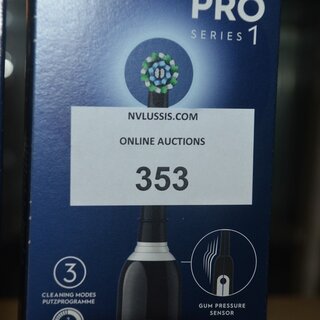 PRO
SERIES 1
NVLUSSIS.COM
ONLINE AUCTIONS
353
3
CLEANING MODES
PUTZPROGRAMME
GUM PRESSURE
SENSOR